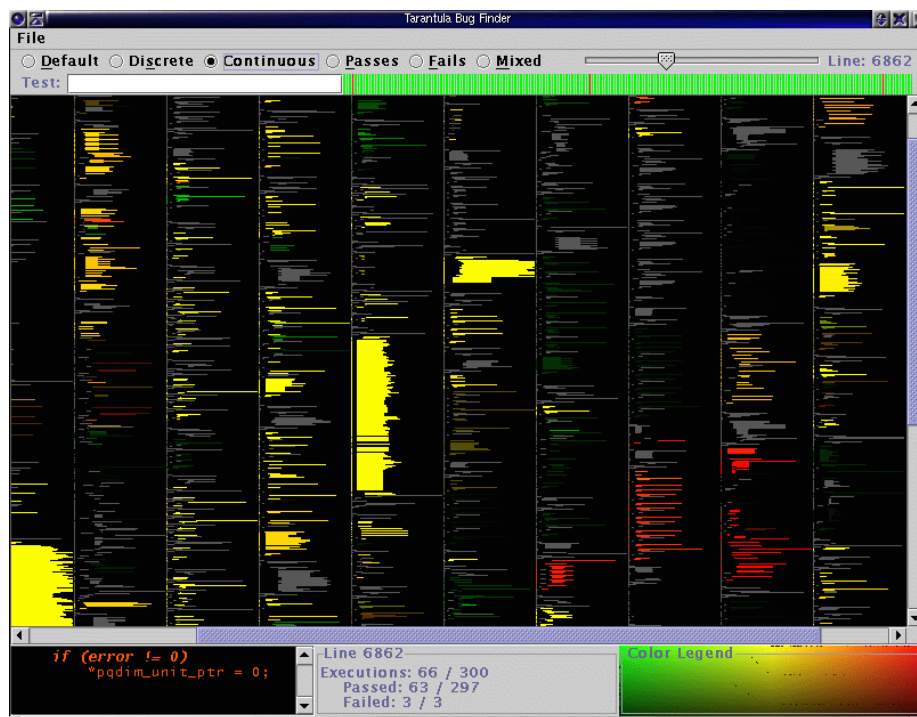 Tarantula Bug Finder
File
Default Discrete Continuous Passes Fails Mixed Line: 6862
Test:
if (error != 0)
*pqdim_unit_ptr = 0;
Line 6862
Executions: 66 / 300
Passed: 63 / 297
Failed: 3 / 3
Color Legend